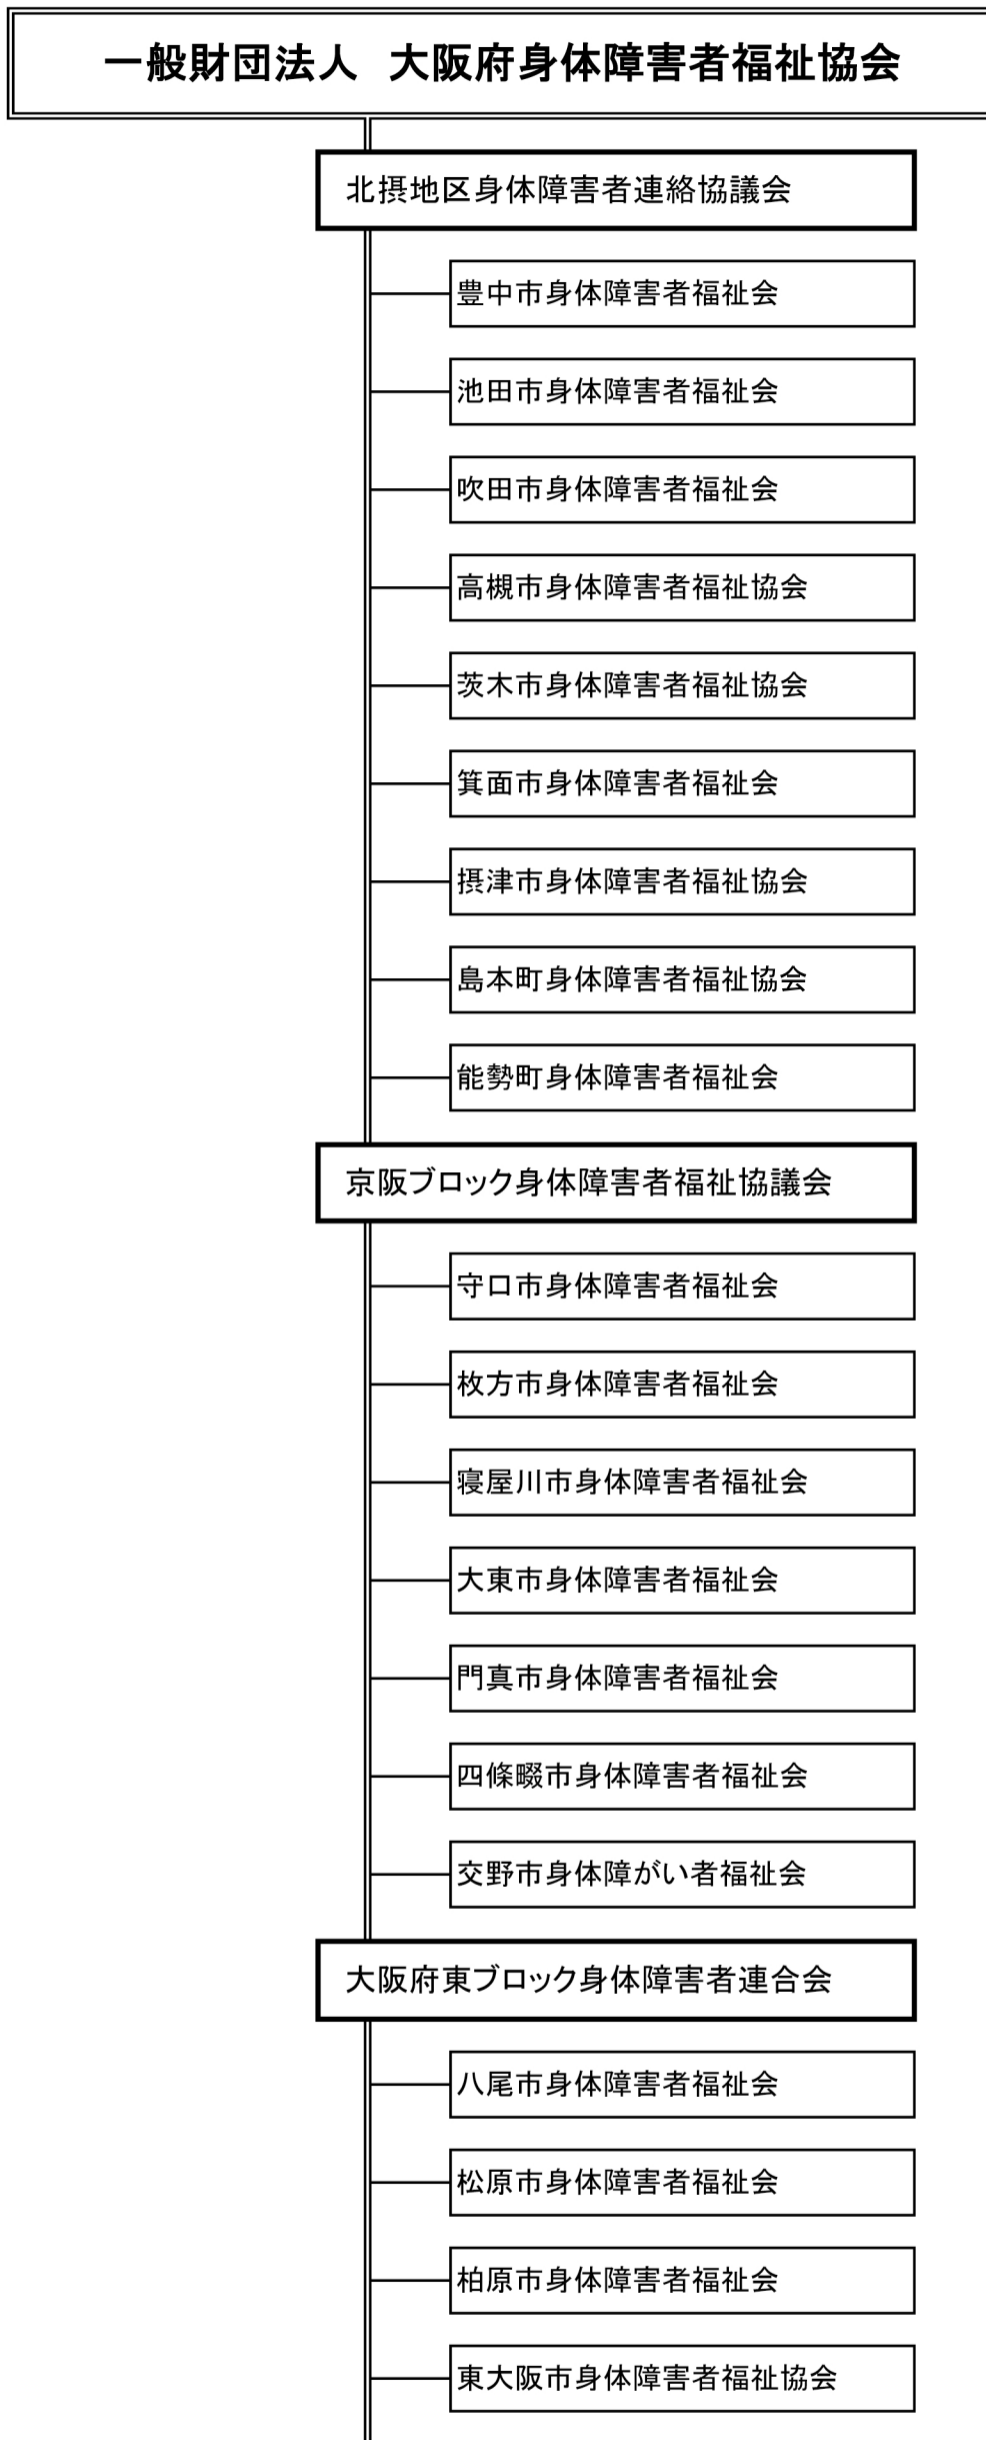 一般財団法人　大阪府身体障害者福祉協会
北摂地区身体障害者連絡協議会
豊中市身体障害者福祉会
池田市身体障害者福祉会
吹田市身体障害者福祉会
高槻市身体障害者福祉協会
茨木市身体障害者福祉協会
箕面市身体障害者福祉会
摂津市身体障害者福祉協会
島本町身体障害者福祉協会
能勢町身体障害者福祉会
京阪ブロック身体障害者福祉協議会
守口市身体障害者福祉会
枚方市身体障害者福祉会
寝屋川市身体障害者福祉会
大東市身体障害者福祉会
門真市身体障害者福祉会
四條畷市身体障害者福祉会
交野市身体障がい者福祉会
大阪府東ブロック身体障害者連合会
八尾市身体障害者福祉会
松原市身体障害者福祉会
柏原市身体障害者福祉会
東大阪市身体障害者福祉協会